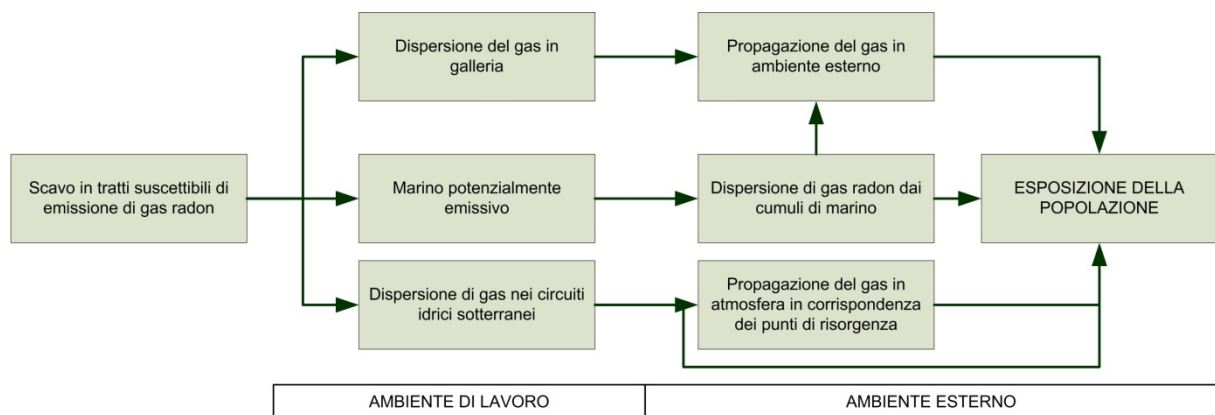 Dispersione del gas in
galleria
Propagazione del gas in
ambiente esterno
Scavo in tratti suscettibili di
emissione di gas radon
Marino potenzialmente
emissivo
Dispersione di gas radon dai
cumuli di marino
ESPOSIZIONE DELLA
POPOLAZIONE
Dispersione di gas nei circuiti
idrici sotterranei
Propagazione del gas in
atmosfera in corrispondenza
dei punti di risorgenza
AMBIENTE DI LAVORO
AMBIENTE ESTERNO